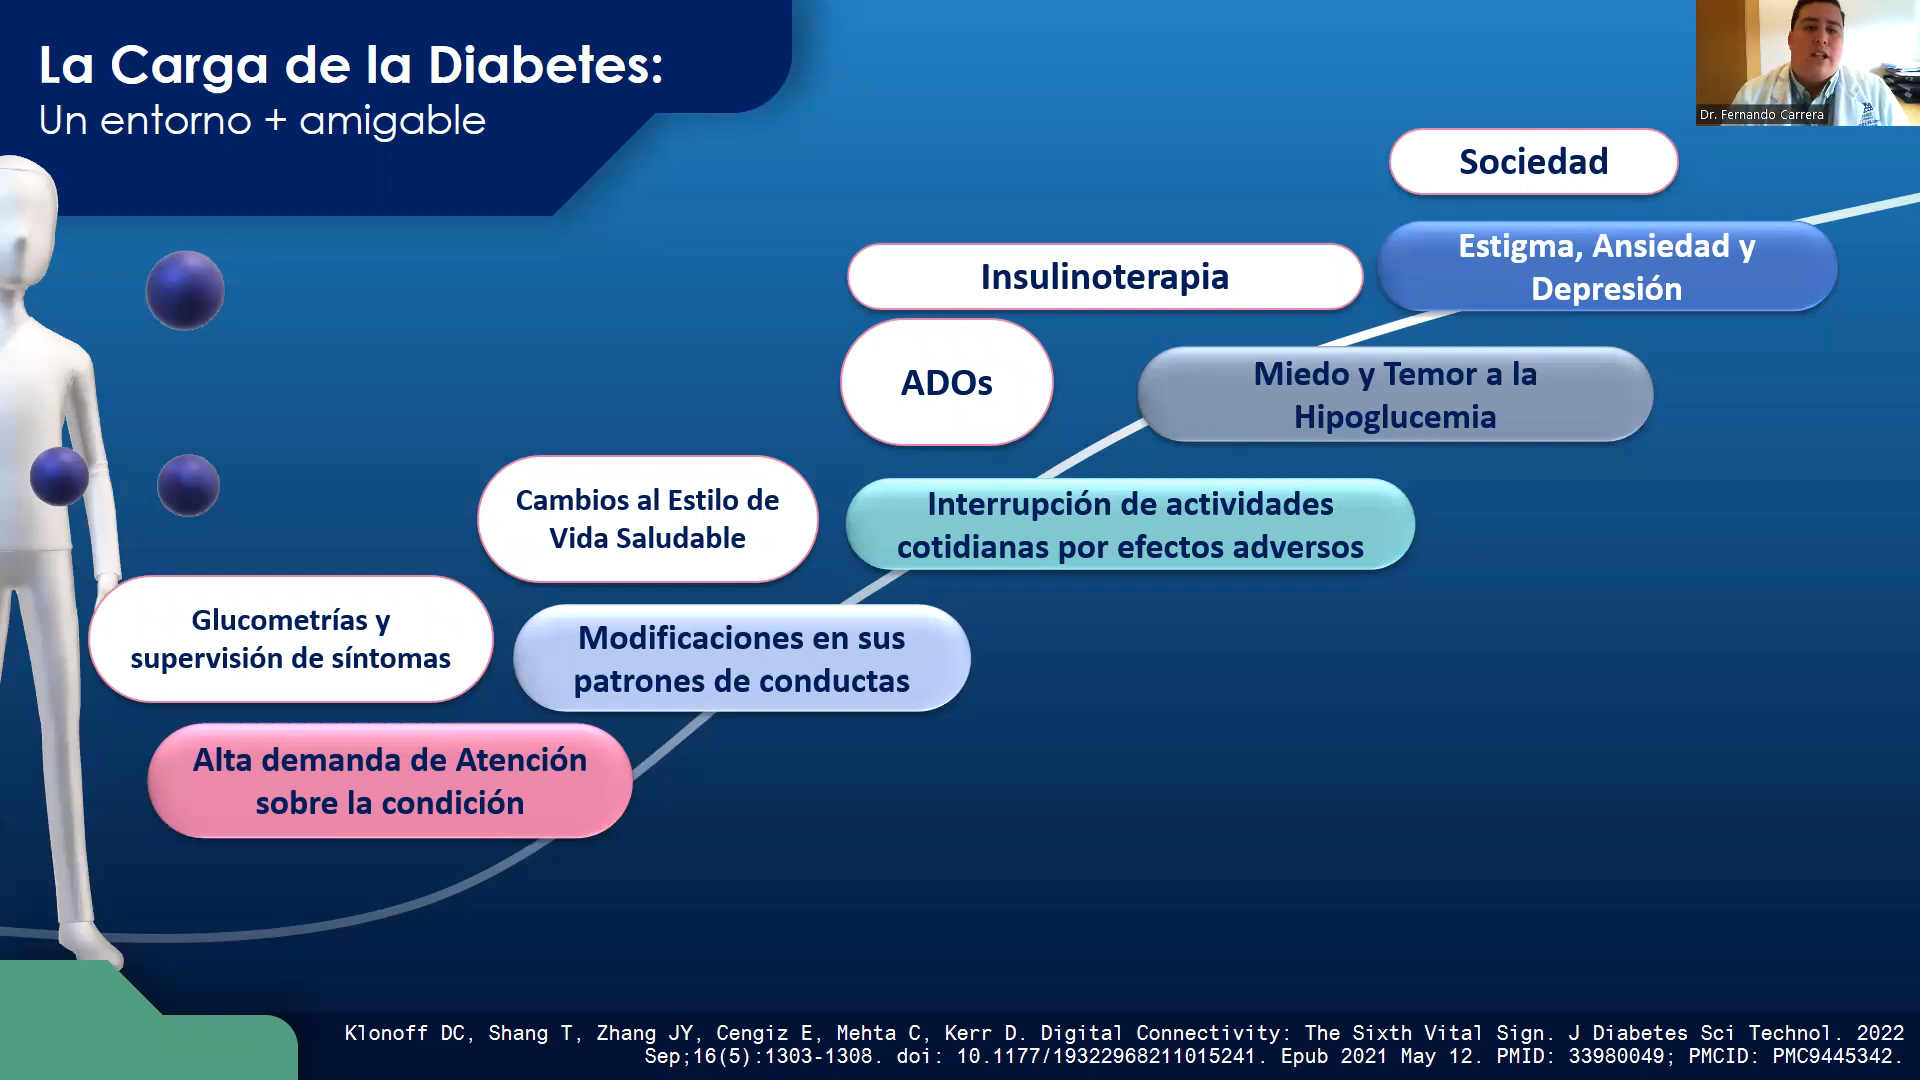 La Carga de la Diabetes:
Un entorno + amigable
Dr. Fernando Carrera
Sociedad
Estigma, Ansiedad y
Depresión
Insulinoterapia
Miedo y Temor a la
Hipoglucemia
ADOs
Interrupción de actividades
cotidianas por efectos adversos
Cambios al Estilo de
Vida Saludable
Modificaciones en sus
patrones de conductas
Glucometrías y
supervisión de síntomas
Alta demanda de Atención
sobre la condición
Klonoff DC, Shang T, Zhang JY, Cengiz E, Mehta C, Kerr D. Digital Connectivity: The Sixth Vital Sign. J Diabetes Sci Technol. 2022
Sep;16(5):1303-1308. doi: 10.1177/19322968211015241. Epub 2021 May 12. PMID: 33980049; PMCID: PMC9445342.